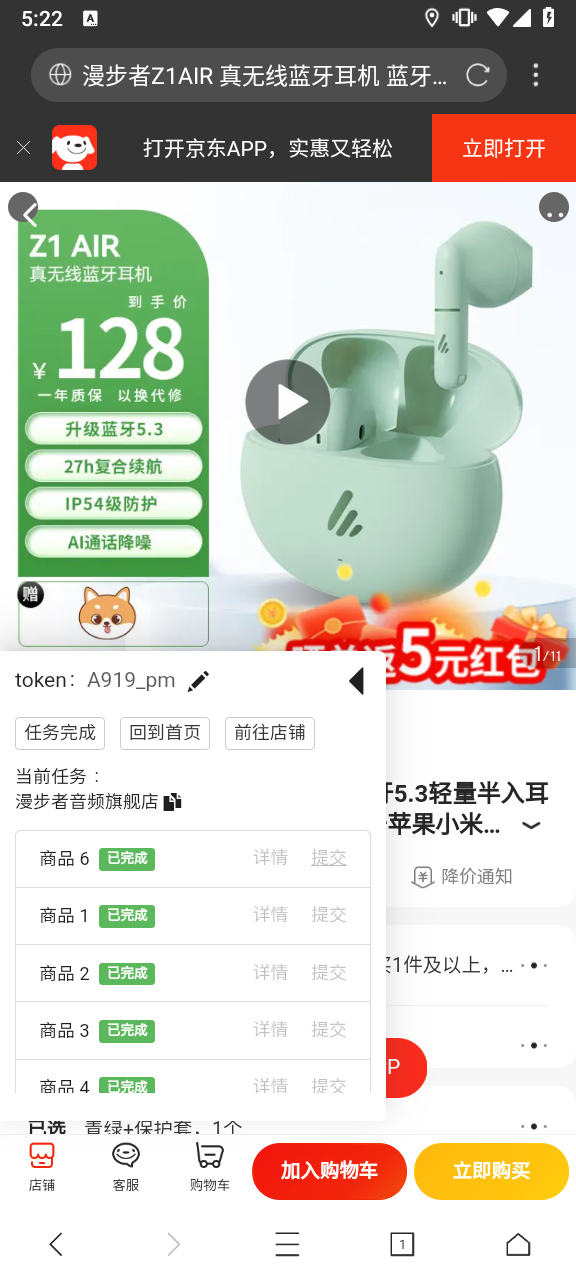 5:22
A
漫步者Z1AIR 真无线蓝牙耳机 蓝牙...
打开京东APP，实惠又轻松
立即打开
Z1 AIR
真无线蓝牙耳机
到手价
¥128
一年质保 以换代修
升级蓝牙5.3
27h复合续航
IP54级防护
AI通话降噪
赠
5元红包
1/11
token： A919_pm
任务完成 回到首页 前往店铺
当前任务：
漫步者音频旗舰店
5.3轻量半入耳
苹果小米...
降价通知
商品 6 已完成 详情 提交
商品 1 已完成 详情 提交
商品 2 已完成 详情 提交
买1件及以上，...
商品 3 已完成 详情 提交
P
商品 4 已完成 详情 提交
已选 青绿+保护套，1个
店铺
客服
购物车
加入购物车
立即购买
1